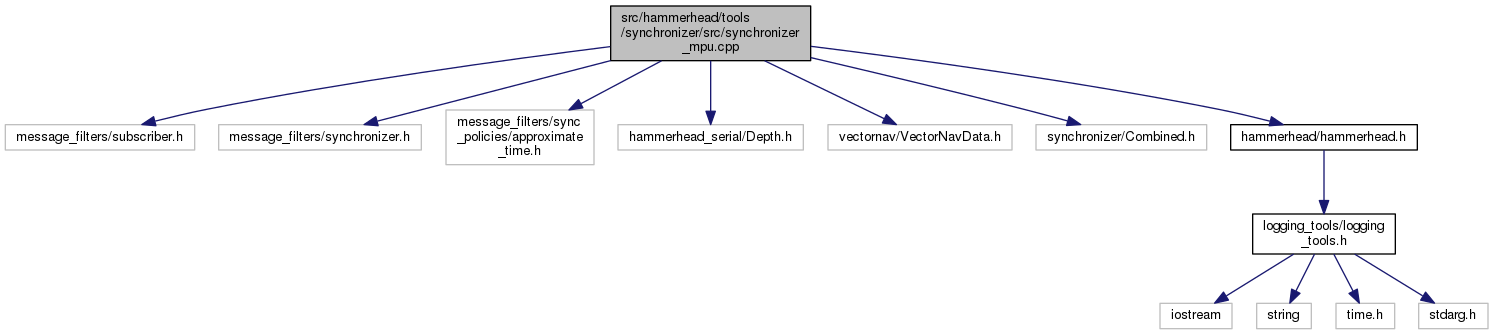 src/hammerhead/tools
/synchronizer/src/synchronizer
_mpu.cpp
message_filters/subscriber.h
message_filters/synchronizer.h
message_filters/sync
_policies/approximate
_time.h
hammerhead_serial/Depth.h
vectornav/VectorNavData.h
synchronizer/Combined.h
hammerhead/hammerhead.h
logging_tools/logging
_tools.h
iostream
string
time.h
stdarg.h